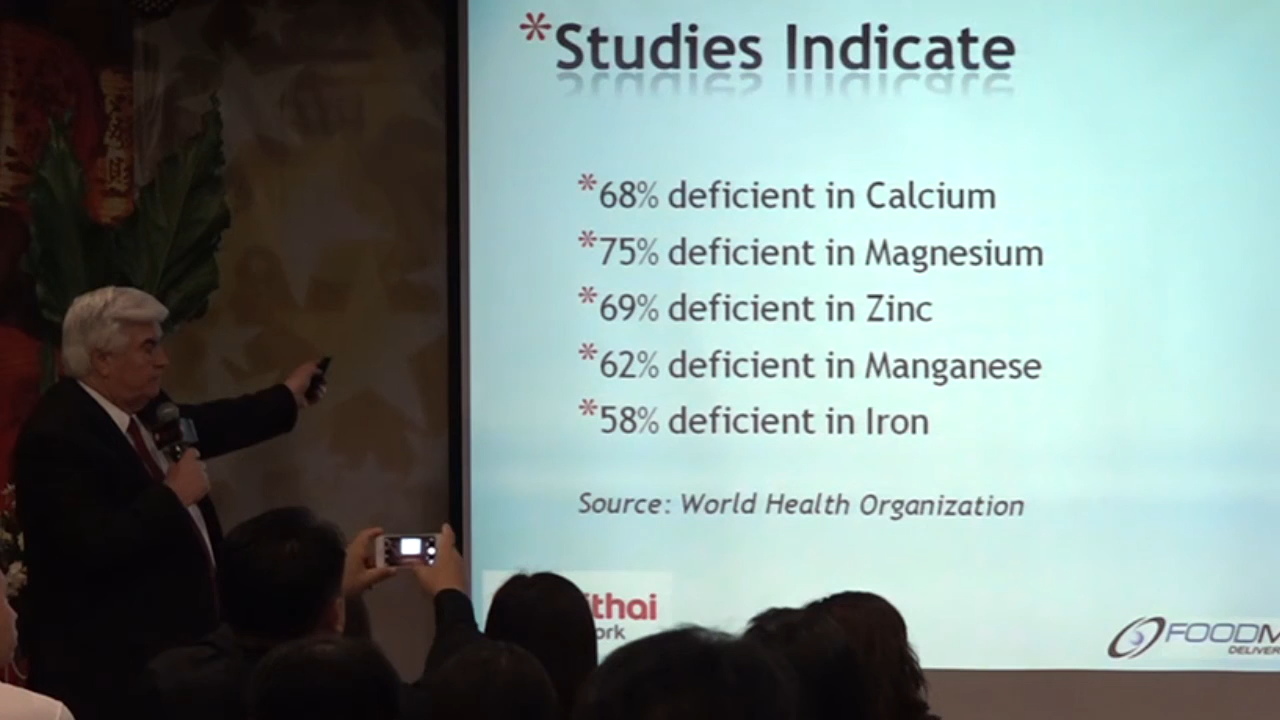 *Studies Indicate
*68% deficient in Calcium
*75% deficient in Magnesium
*69% deficient in Zinc
*62% deficient in Manganese
*58% deficient in Iron
Source: World Health Organization